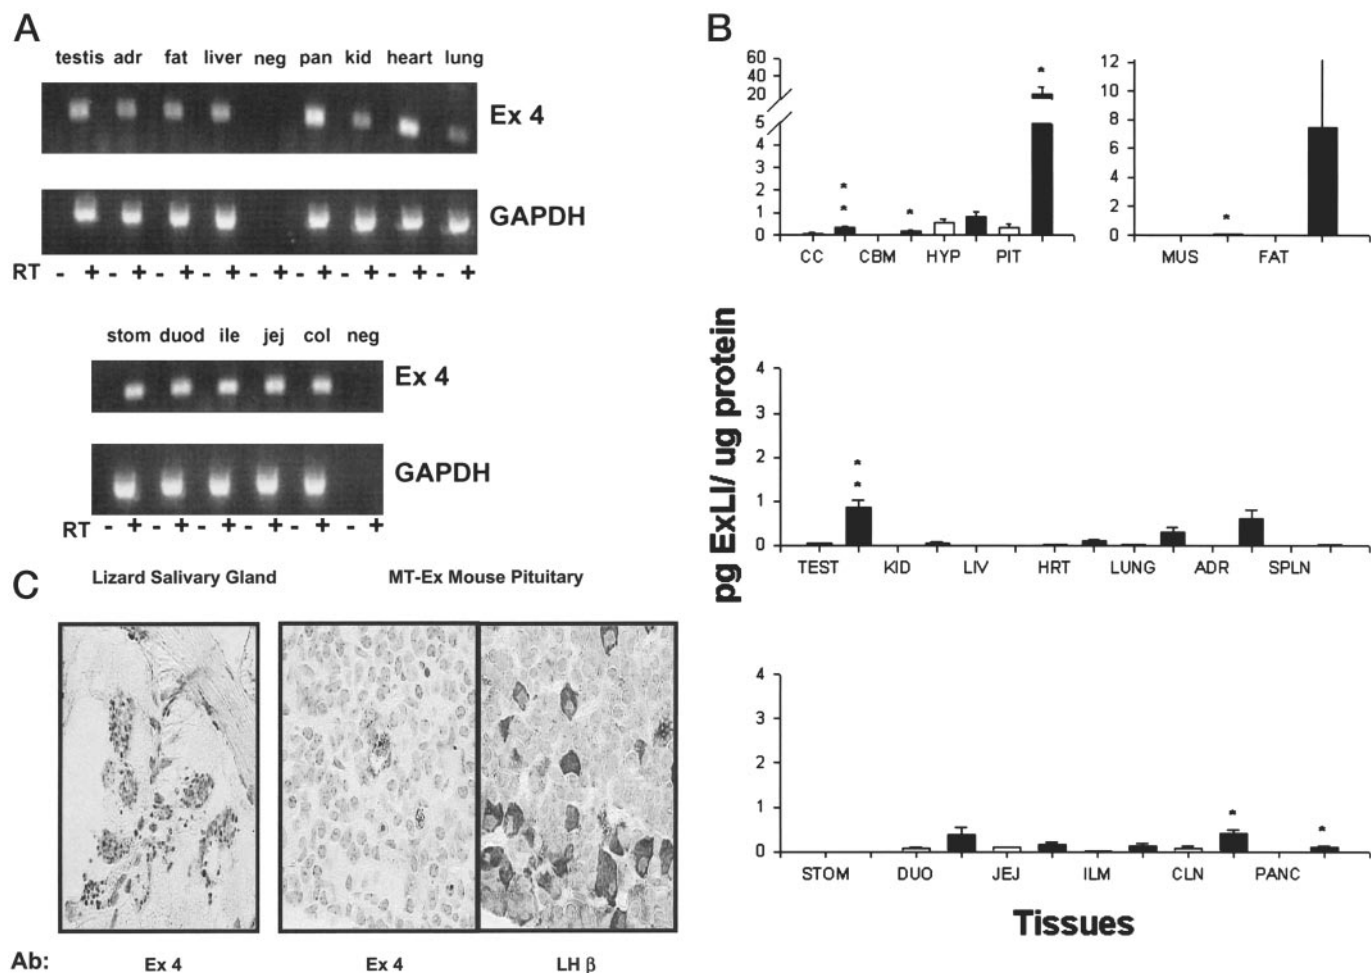 A
testis adr fat liver neg pan kid heart lung
Ex 4
GAPDH
RT - + - + - + - + - + - + - + - + - +
stom duod ile jej col neg
Ex 4
GAPDH
RT - + - + - + - + - + - +
B
60
40
20
5
4
3
2
1
0
CC CBM HYP PIT
* * * *
12
10
8
6
4
2
0
*
MUS FAT
pg ExLI/ ug protein
4
3
2
1
0
* *
TEST KID LIV HRT LUNG ADR SPLN
4
3
2
1
0
* *
STOM DUO JEJ ILM CLN PANC
Tissues
C
Lizard Salivary Gland MT-Ex Mouse Pituitary
Ab: Ex 4 Ex 4 LH β